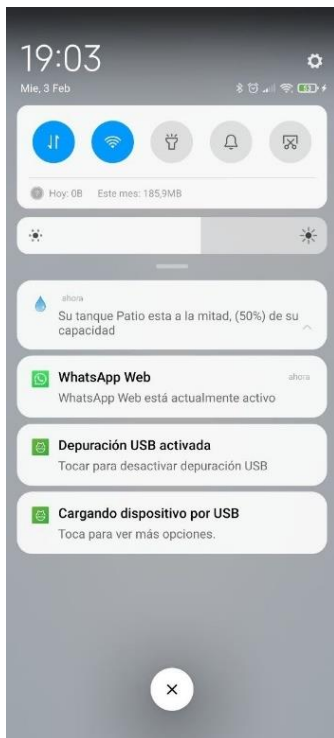 19:03
Mie, 3 Feb
53
Hoy: 0B Este mes: 185,9MB
ahora
Su tanque Patio esta a la mitad, (50%) de su
capacidad
WhatsApp Web ahora
WhatsApp Web está actualmente activo
Depuración USB activada
Tocar para desactivar depuración USB
Cargando dispositivo por USB
Toca para ver más opciones.